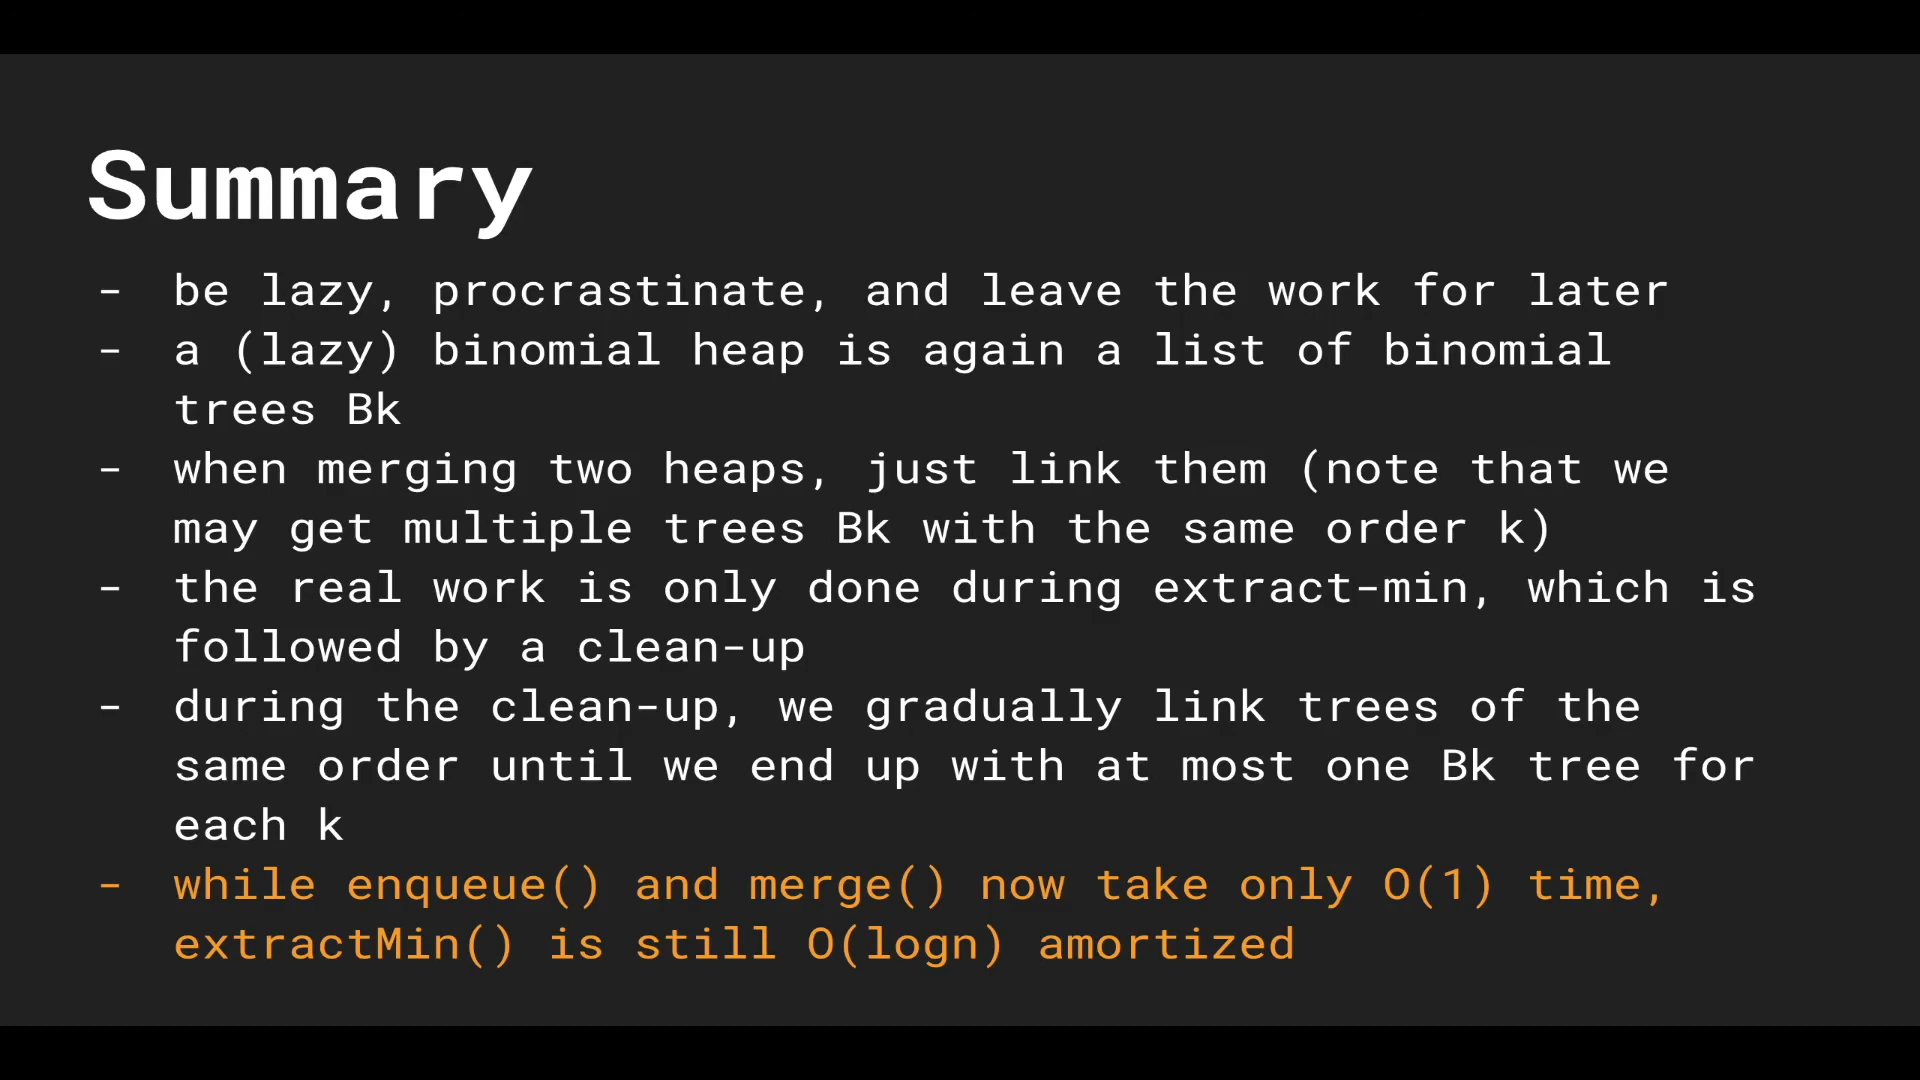 Summary
- be lazy, procrastinate, and leave the work for later
- a (lazy) binomial heap is again a list of binomial
trees Bk
- when merging two heaps, just link them (note that we
may get multiple trees Bk with the same order k)
- the real work is only done during extract-min, which is
followed by a clean-up
- during the clean-up, we gradually link trees of the
same order until we end up with at most one Bk tree for
each k
- while enqueue() and merge() now take only O(1) time,
extractMin() is still O(logn) amortized